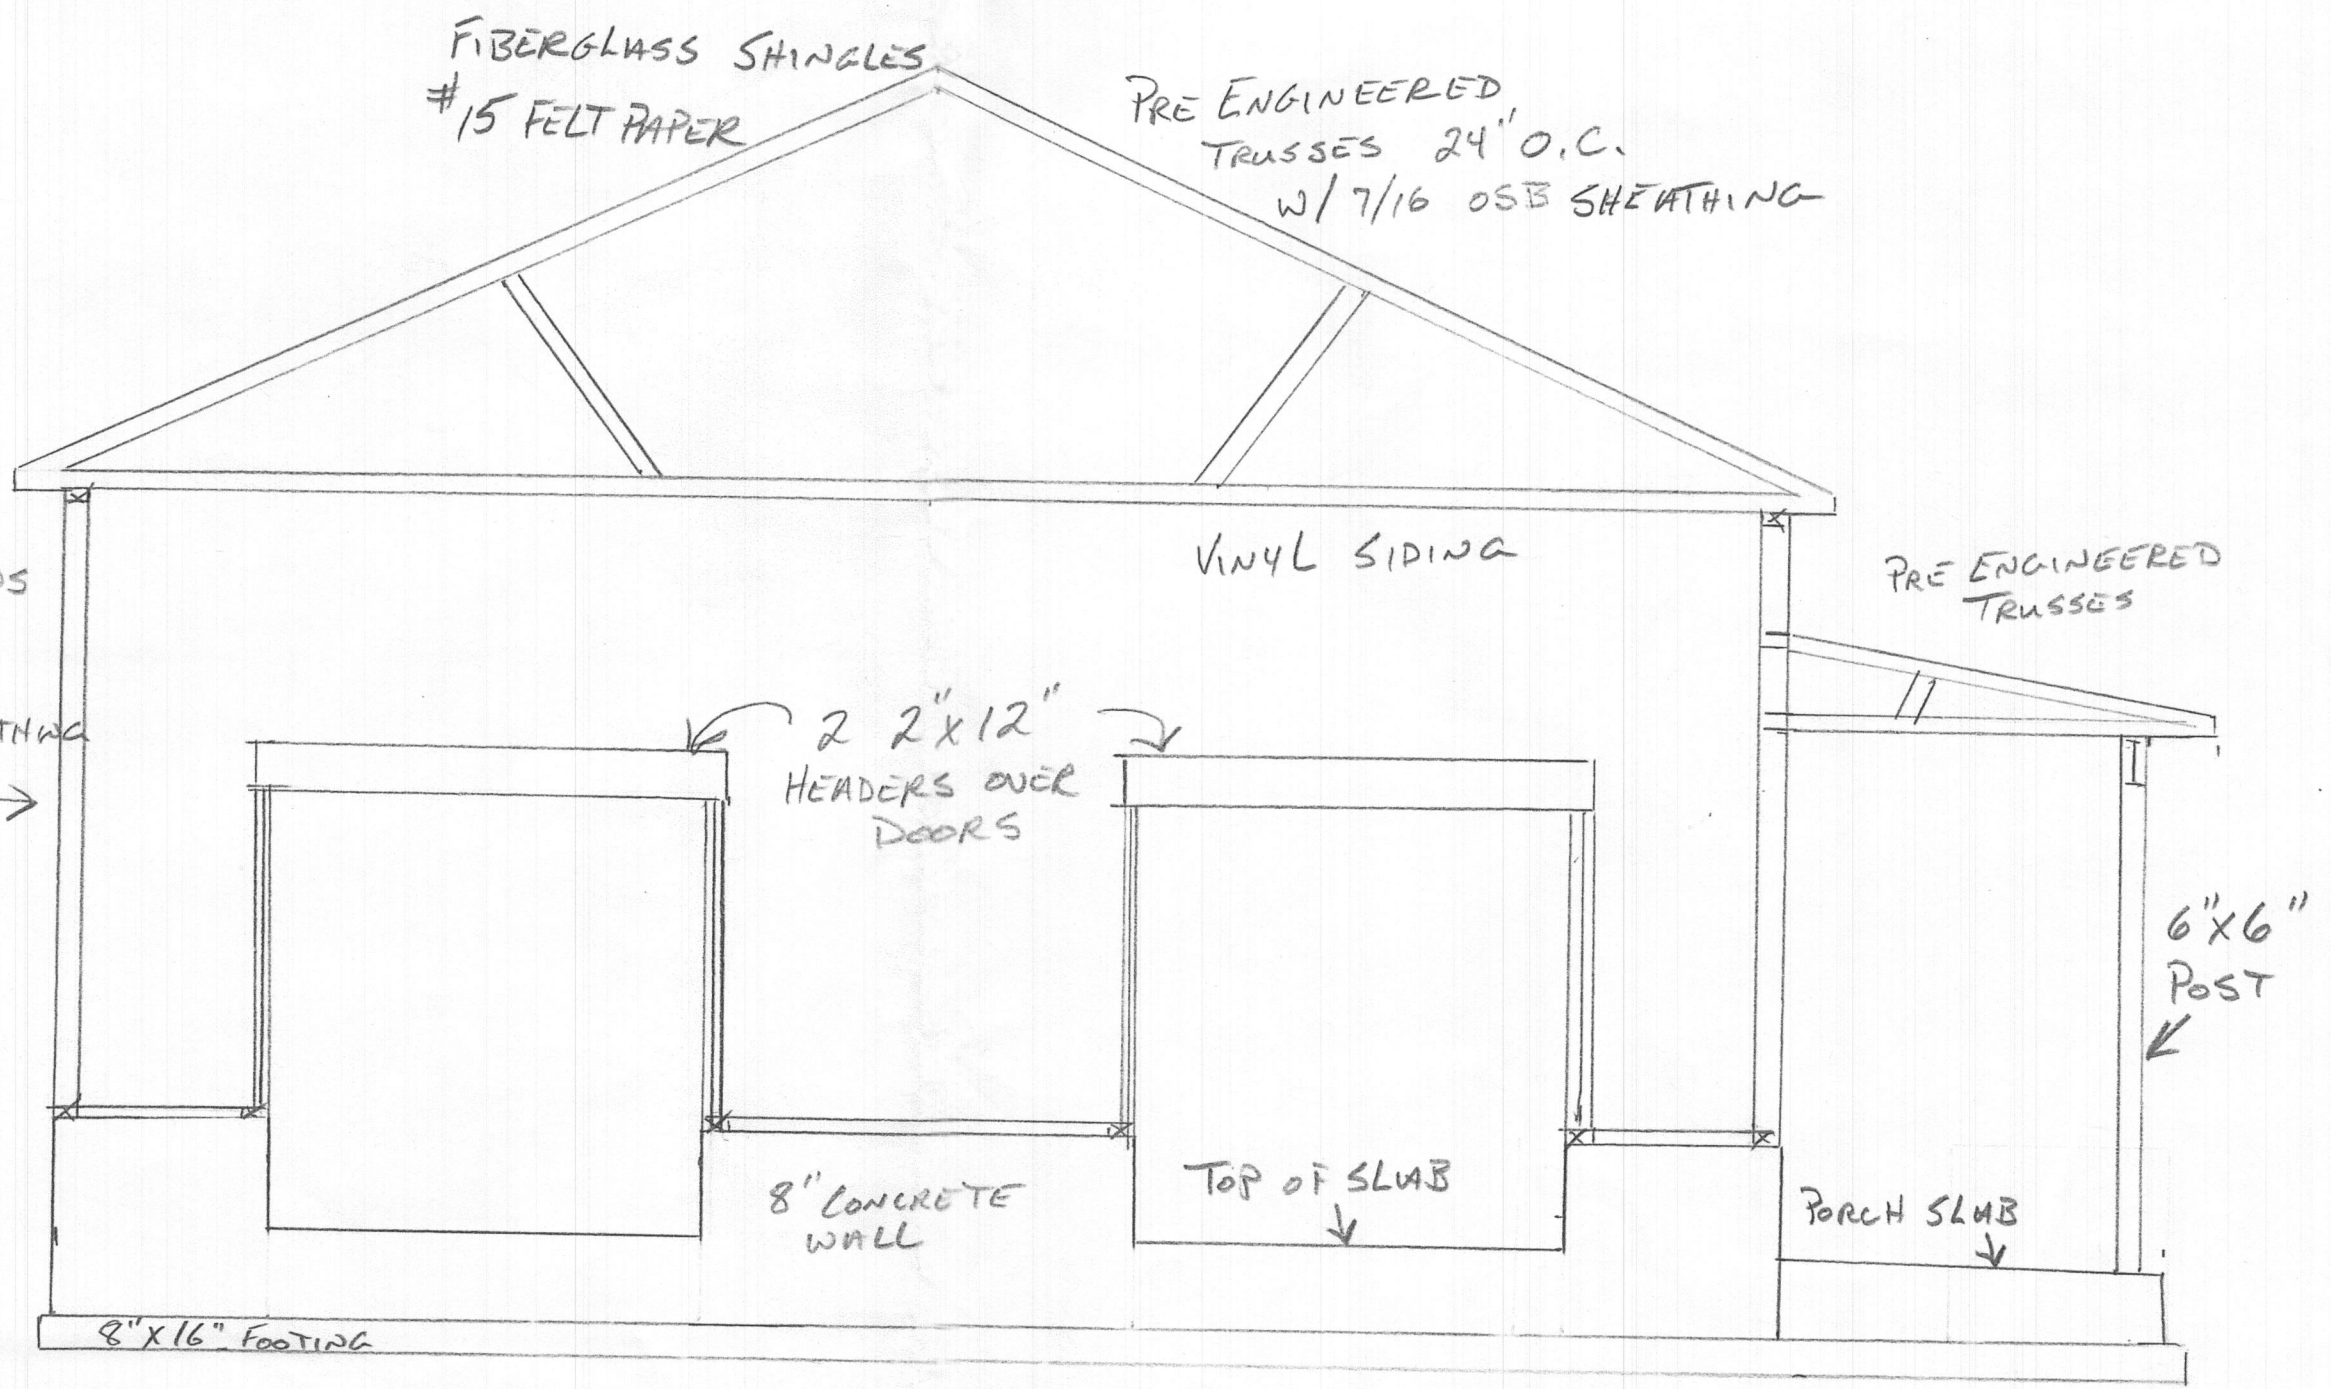 FIBERGLASS SHINGLES
#15 FELT PAPER
PRE ENGINEERED
TRUSSES 24" O.C.
W/ 7/16 OSB SHEATHING
VINYL SIDING
PRE ENGINEERED
TRUSSES
2 2"X12"
HEADERS OVER
DOORS
6"X6"
POST
8" CONCRETE
WALL
TOP OF SLAB
PORCH SLAB
8"X16" FOOTING